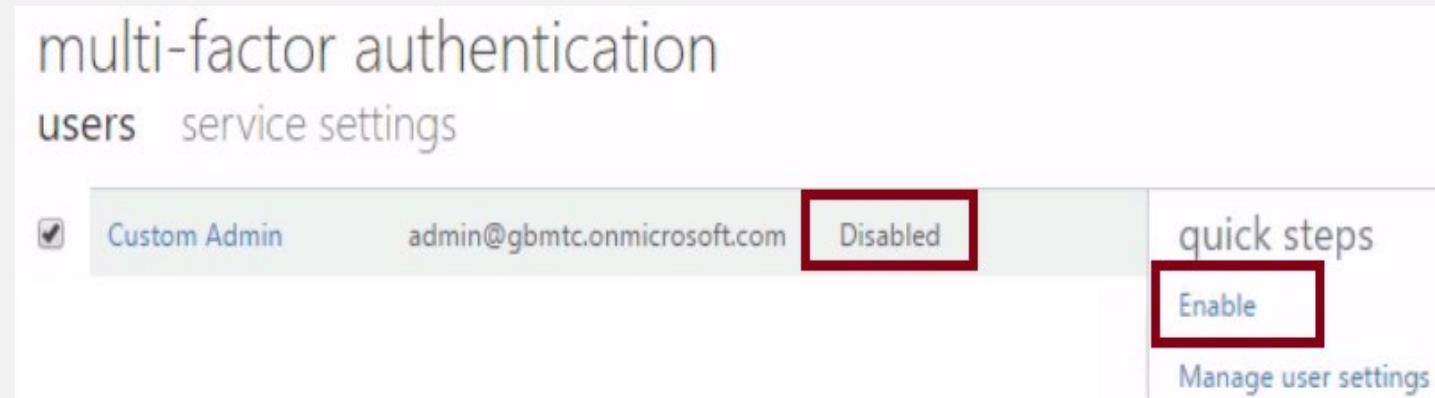 multi-factor authentication
users service settings
Custom Admin admin@gbmtc.onmicrosoft.com Disabled
quick steps
Enable
Manage user settings